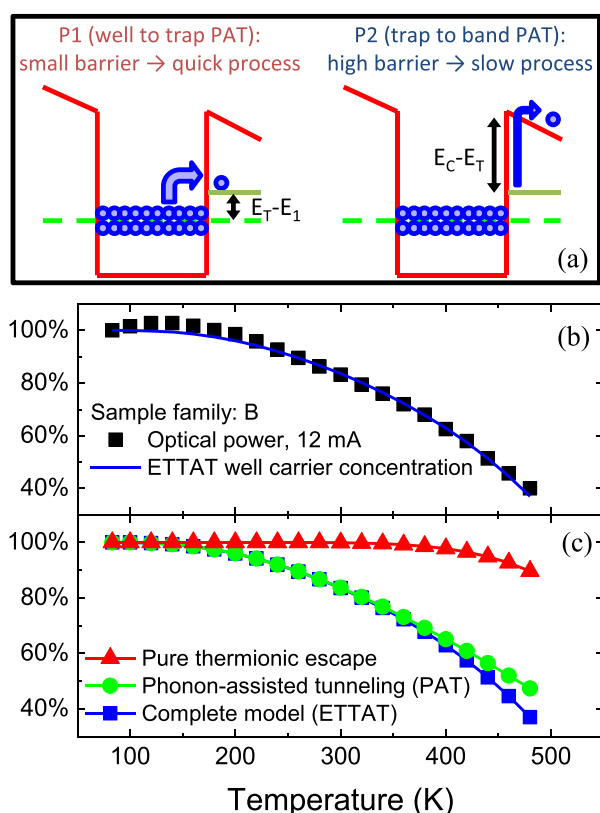 P1 (well to trap PAT):
small barrier → quick process
P2 (trap to band PAT):
high barrier → slow process
E_T-E_1
E_C-E_T
(a)
100%
80%
60%
40%
(b)
Sample family: B
Optical power, 12 mA
ETTAT well carrier concentration
100%
80%
60%
40%
(c)
Pure thermionic escape
Phonon-assisted tunneling (PAT)
Complete model (ETTAT)
100 200 300 400 500
Temperature (K)